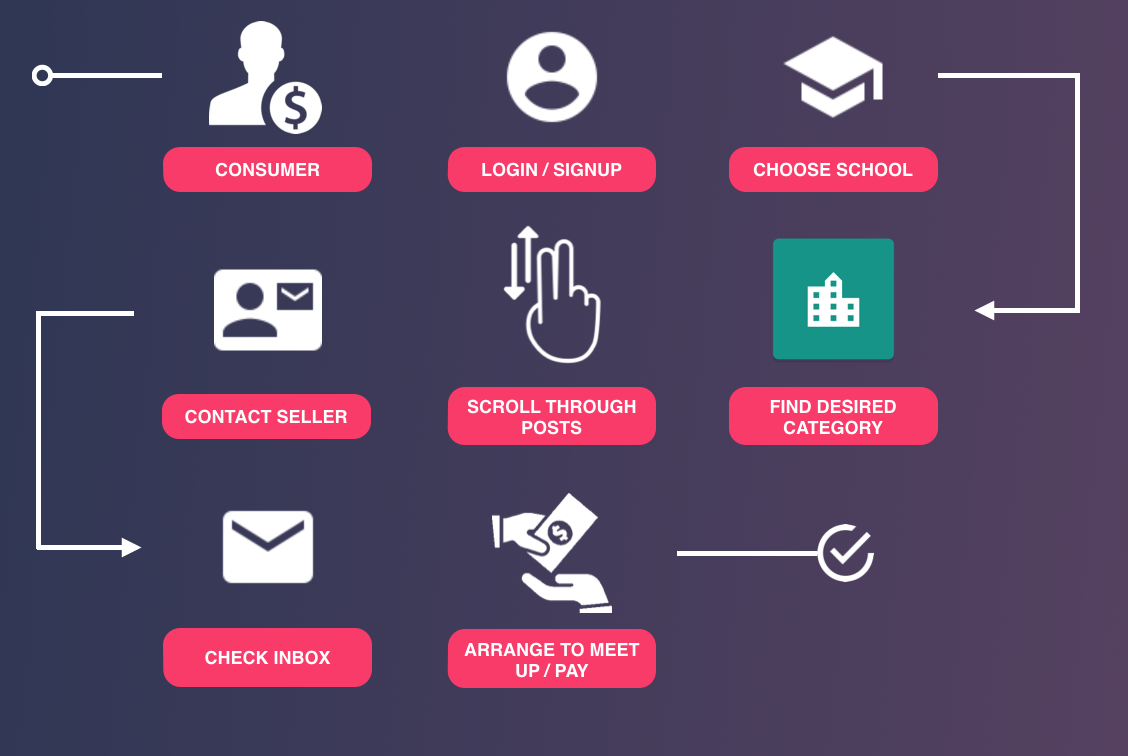 CONSUMER
LOGIN / SIGNUP
CHOOSE SCHOOL
CONTACT SELLER
SCROLL THROUGH
POSTS
FIND DESIRED
CATEGORY
CHECK INBOX
ARRANGE TO MEET
UP / PAY